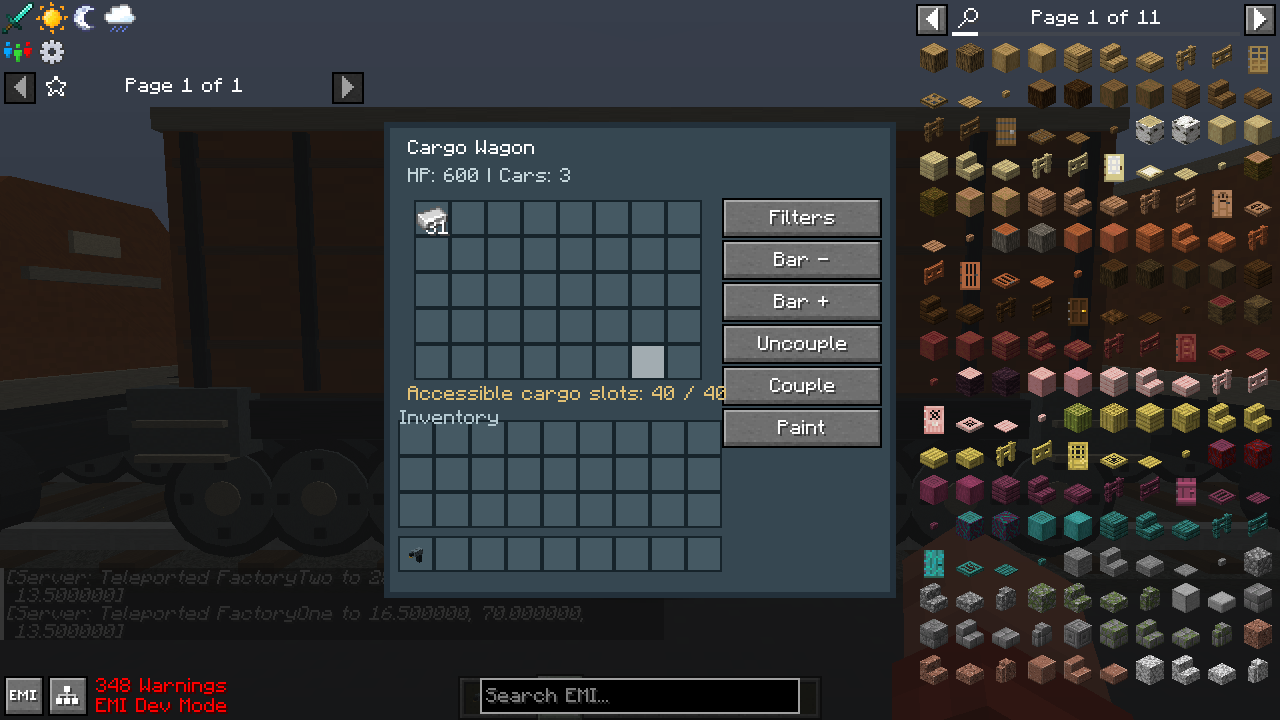 Page 1 of 11
Page 1 of 1
Cargo Wagon
HP: 600 | Cars: 3
31
Filters
Bar -
Bar +
Uncouple
Couple
Paint
Accessible cargo slots: 40 / 40
Inventory
[Server: Teleported FactoryTwo to
13.500000]
[Server: Teleported FactoryOne to 16.500000, 70.000000,
13.500000]
EMI
348 Warnings
EMI Dev Mode
Search EMI...